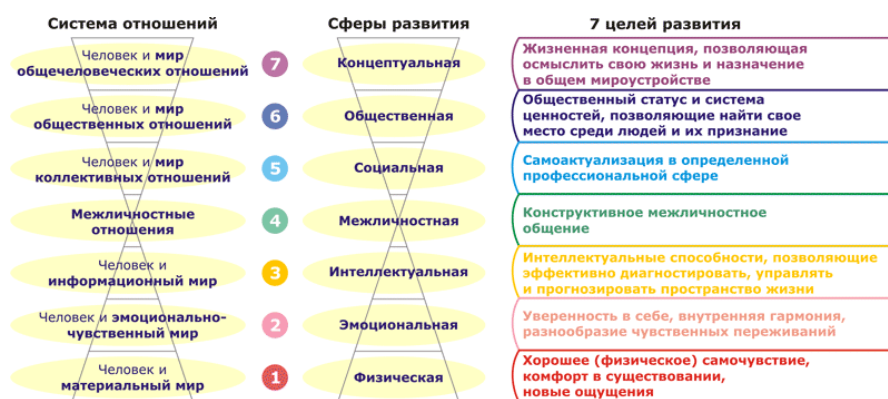 Система отношений
Сферы развития
7 целей развития
Человек и мир
общечеловеческих отношений
7
Концептуальная
Жизненная концепция, позволяющая
осмыслить свою жизнь и назначение
в общем мироустройстве
Человек и мир
общественных отношений
6
Общественная
Общественный статус и система
ценностей, позволяющие найти свое
место среди людей и их признание
Человек и мир
коллективных отношений
5
Социальная
Самоактуализация в определенной
профессиональной сфере
Межличностные
отношения
4
Межличностная
Конструктивное межличностное
общение
Человек и
информационный мир
3
Интеллектуальная
Интеллектуальные способности, позволяющие
эффективно диагностировать, управлять
и прогнозировать пространство жизни
Человек и эмоционально-
чувственный мир
2
Эмоциональная
Уверенность в себе, внутренняя гармония,
разнообразие чувственных переживаний
Человек и
материальный мир
1
Физическая
Хорошее (физическое) самочувствие,
комфорт в существовании,
новые ощущения